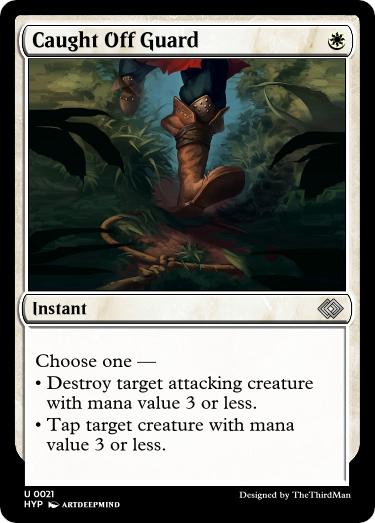 Caught Off Guard
Instant
Choose one —
• Destroy target attacking creature
with mana value 3 or less.
• Tap target creature with mana
value 3 or less.
U 0021
HYP ARTDEEPMIND
Designed by TheThirdMan